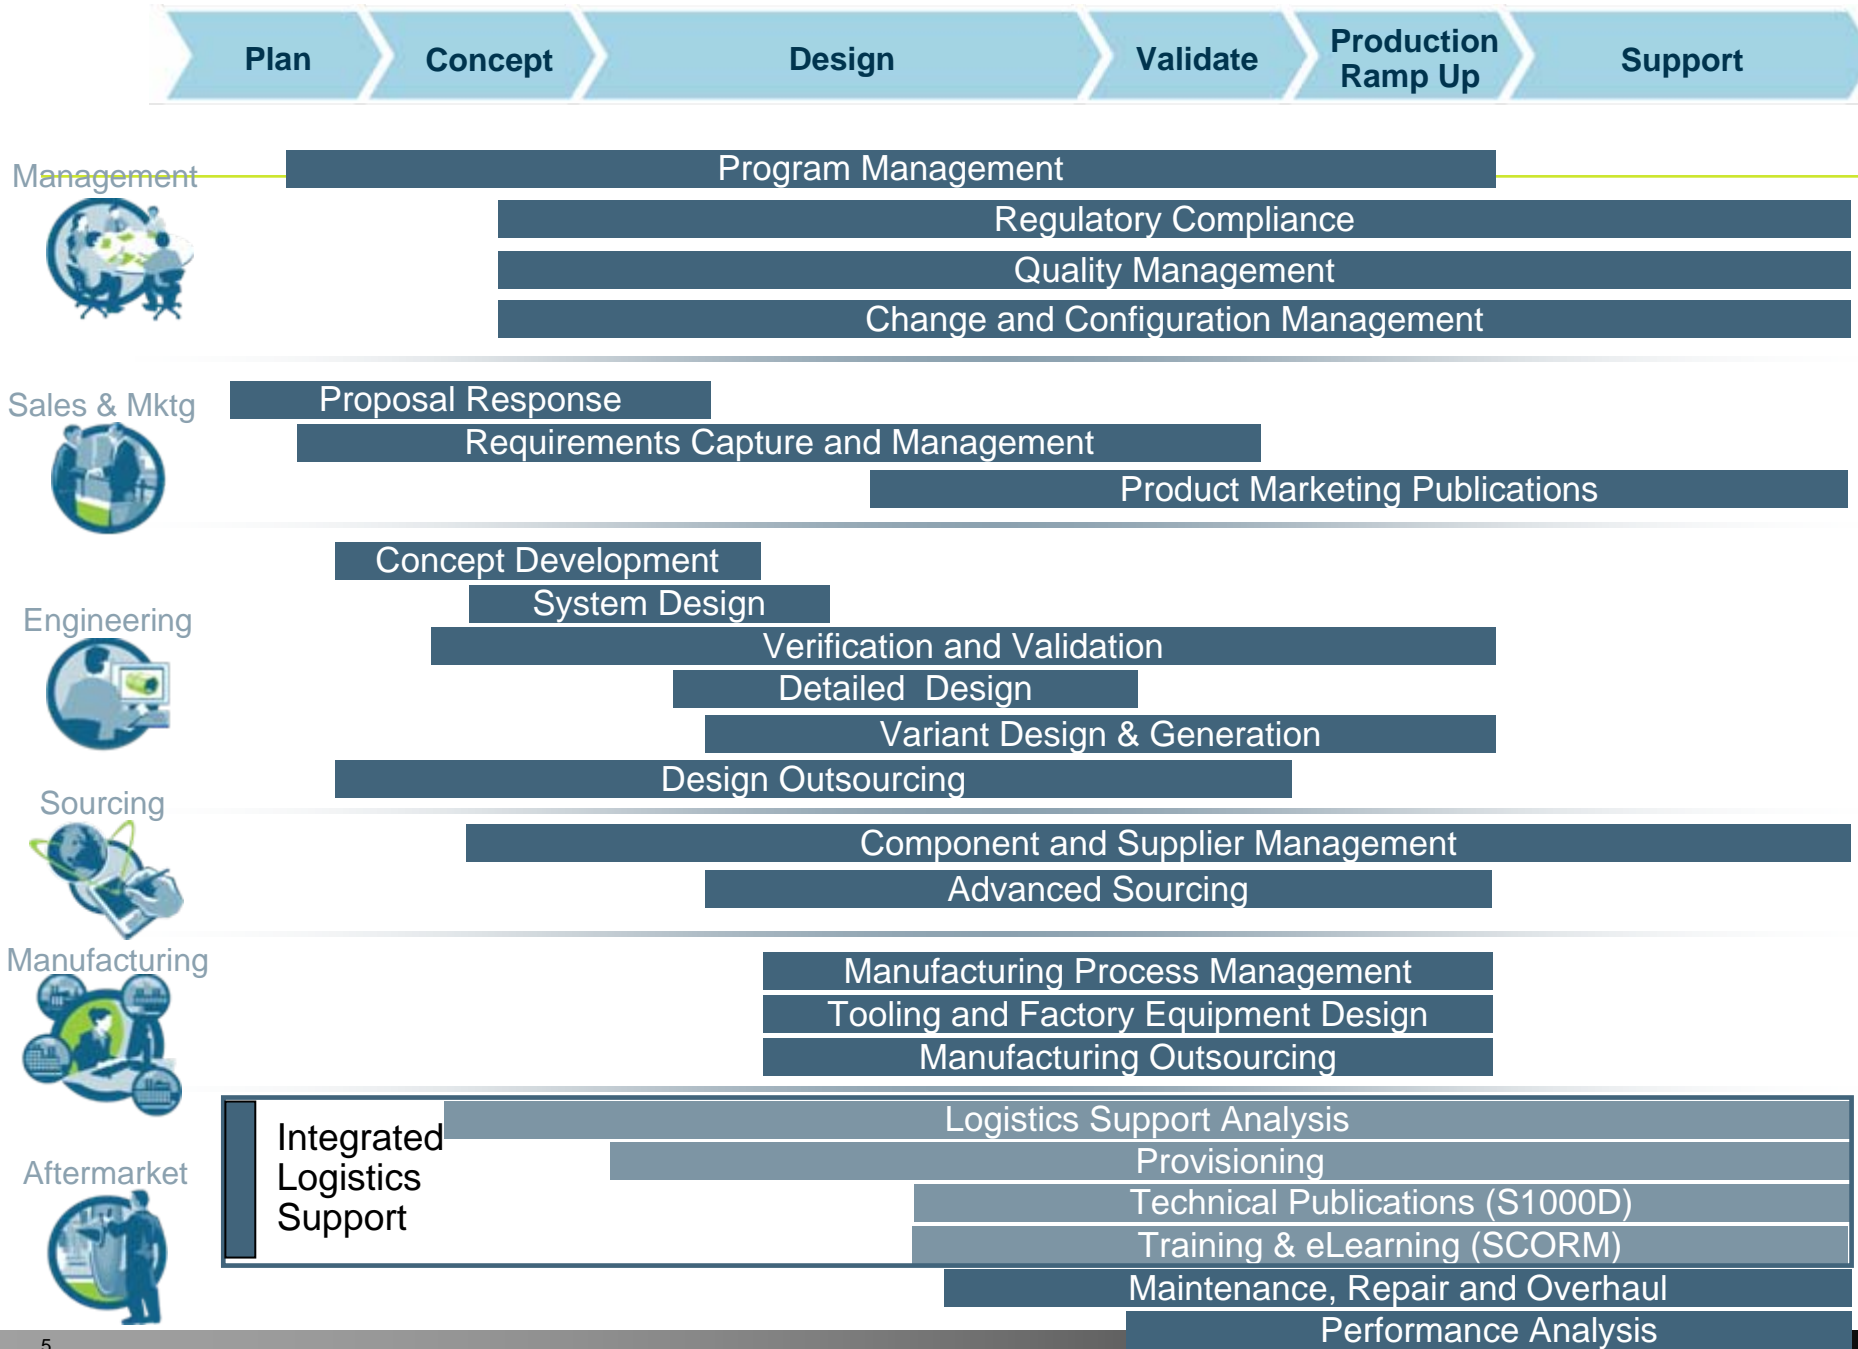 Plan
Concept
Design
Validate
Production
Ramp Up
Support
Management
Program Management
Regulatory Compliance
Quality Management
Change and Configuration Management
Sales & Mktg
Proposal Response
Requirements Capture and Management
Product Marketing Publications
Engineering
Concept Development
System Design
Verification and Validation
Detailed  Design
Variant Design & Generation
Design Outsourcing
Sourcing
Component and Supplier Management
Advanced Sourcing
Manufacturing
Manufacturing Process Management
Tooling and Factory Equipment Design
Manufacturing Outsourcing
Aftermarket
Integrated
Logistics
Support
Logistics Support Analysis
Provisioning
Technical Publications (S1000D)
Training & eLearning (SCORM)
Maintenance, Repair and Overhaul
Performance Analysis
5